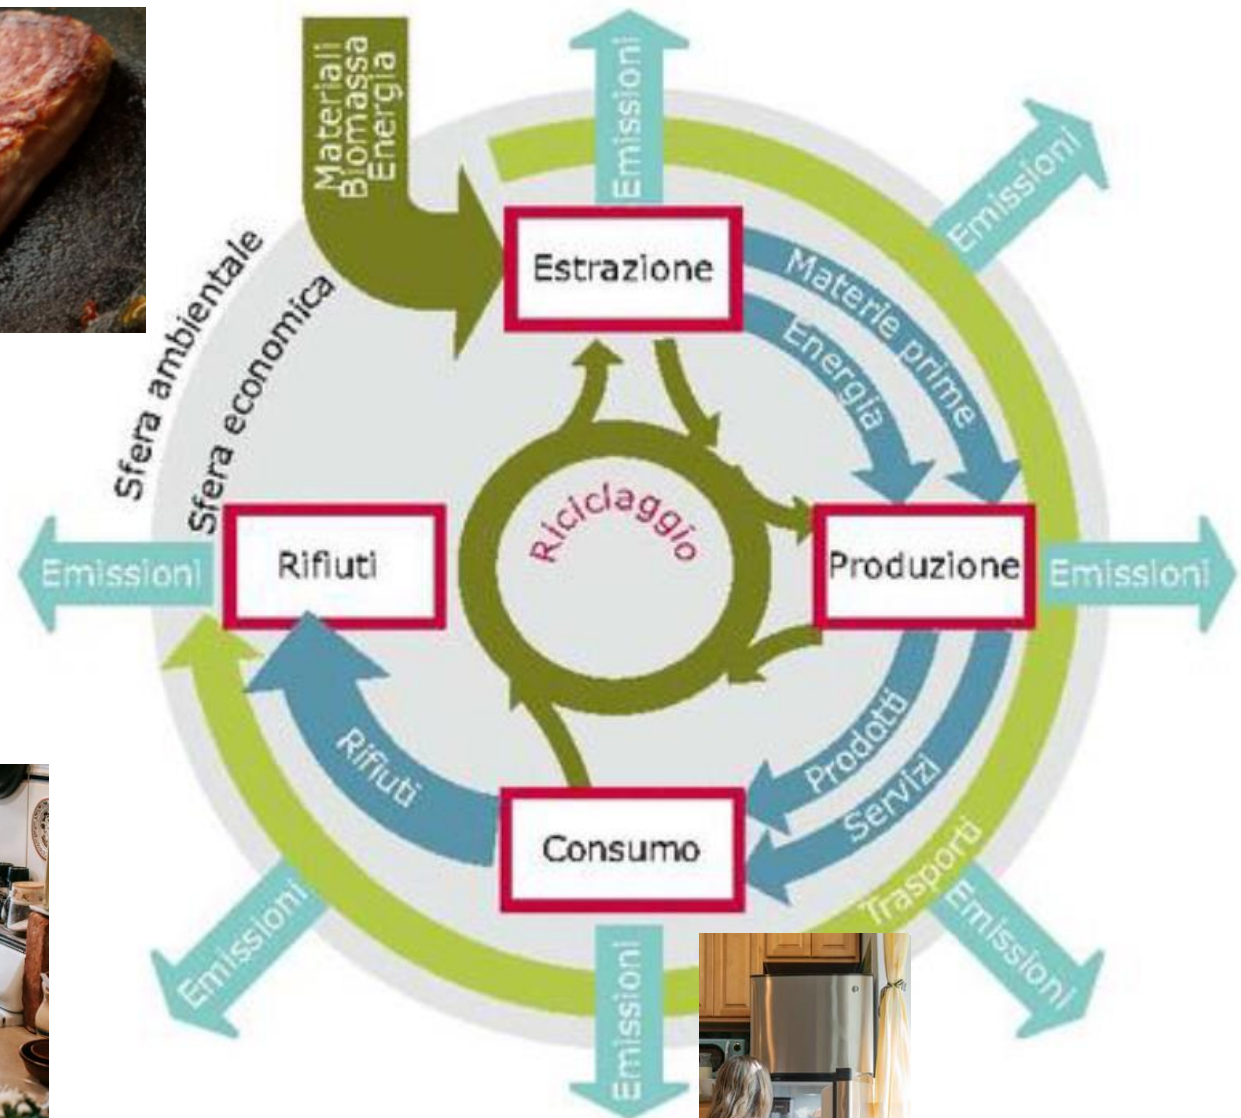 Materiali
Biomassa
Energia
Emissioni
Emissioni
Sfera ambientale
Sfera economica
Estrazione
Materie prime
Energia
Riciclaggio
Emissioni
Rifiuti
Produzione
Emissioni
Rifiuti
Prodotti
Servizi
Consumo
Trasporti
Emissioni
Emissioni
Emissioni